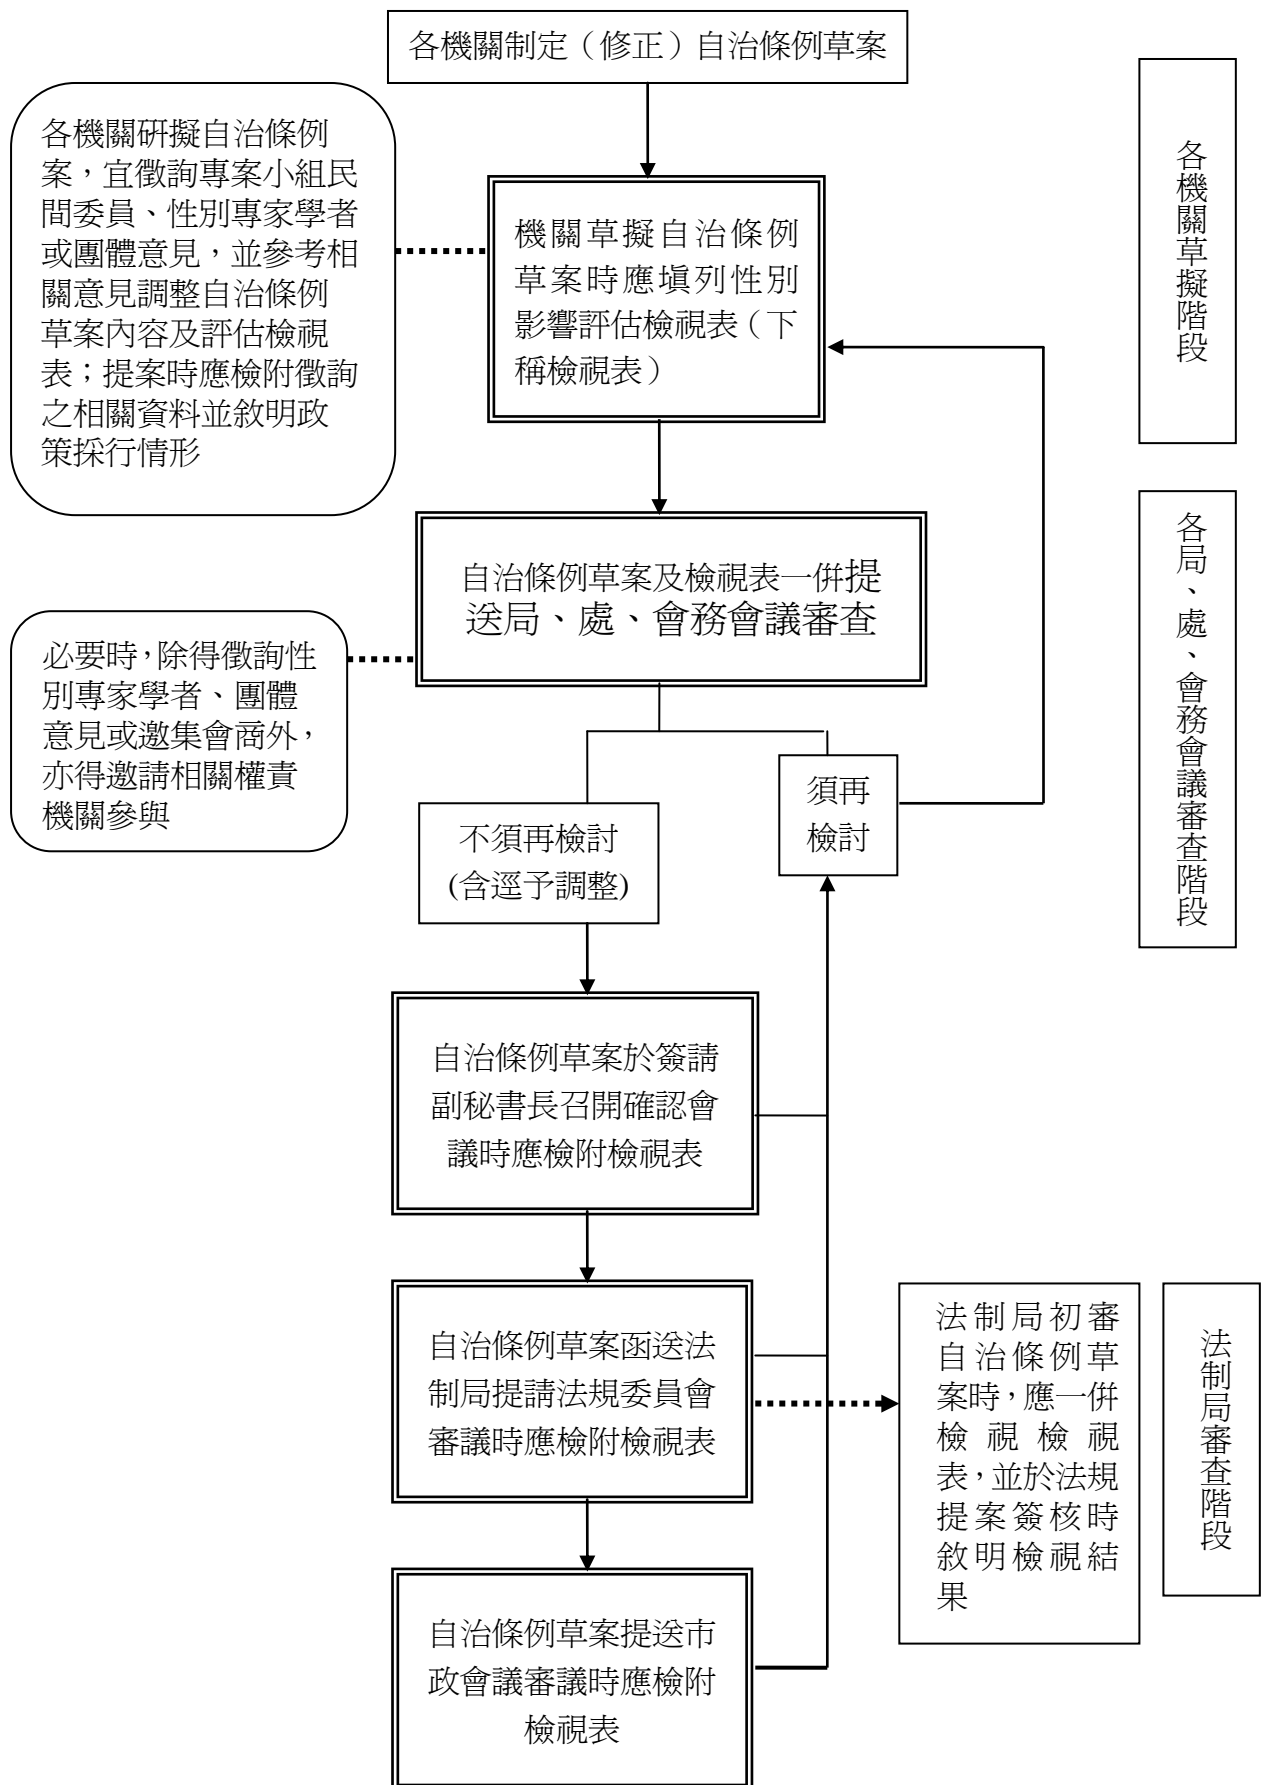 各機關制定（修正）自治條例草案
各機關研擬自治條例
案，宜徵詢專案小組民
間委員、性別專家學者
或團體意見，並參考相
關意見調整自治條例
草案內容及評估檢視
表；提案時應檢附徵詢
之相關資料並敘明政
策採行情形
機關草擬自治條例
草案時應填列性別
影響評估檢視表（下
稱檢視表）
各機關草擬階段
自治條例草案及檢視表一併提
送局、處、會務會議審查
各局、處、會務會議審查階段
必要時，除得徵詢性
別專家學者、團體
意見或邀集會商外，
亦得邀請相關權責
機關參與
不須再檢討
(含逕予調整)
須再
檢討
自治條例草案於簽請
副秘書長召開確認會
議時應檢附檢視表
自治條例草案函送法
制局提請法規委員會
審議時應檢附檢視表
法制局初審
自治條例草
案時，應一併
檢視檢視
表，並於法規
提案簽核時
敘明檢視結
果
法制局審查階段
自治條例草案提送市
政會議審議時應檢附
檢視表